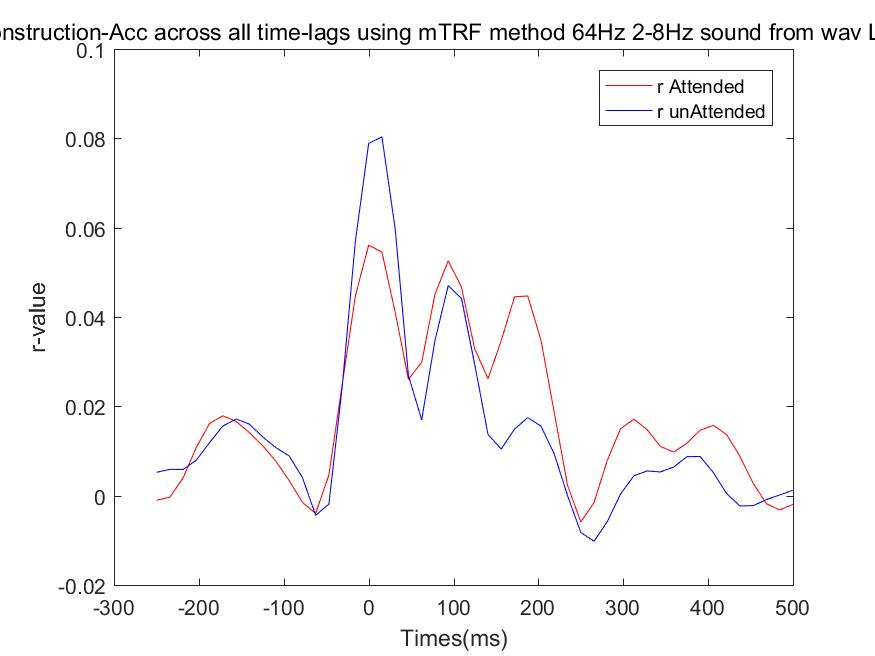 nstruction-Acc across all time-lags using mTRF method 64Hz 2-8Hz sound from wav L
0.1
r Attended
r unAttended
0.08
0.06
0.04
0.02
0
-0.02
r-value
-300 -200 -100 0 100 200 300 400 500
Times(ms)